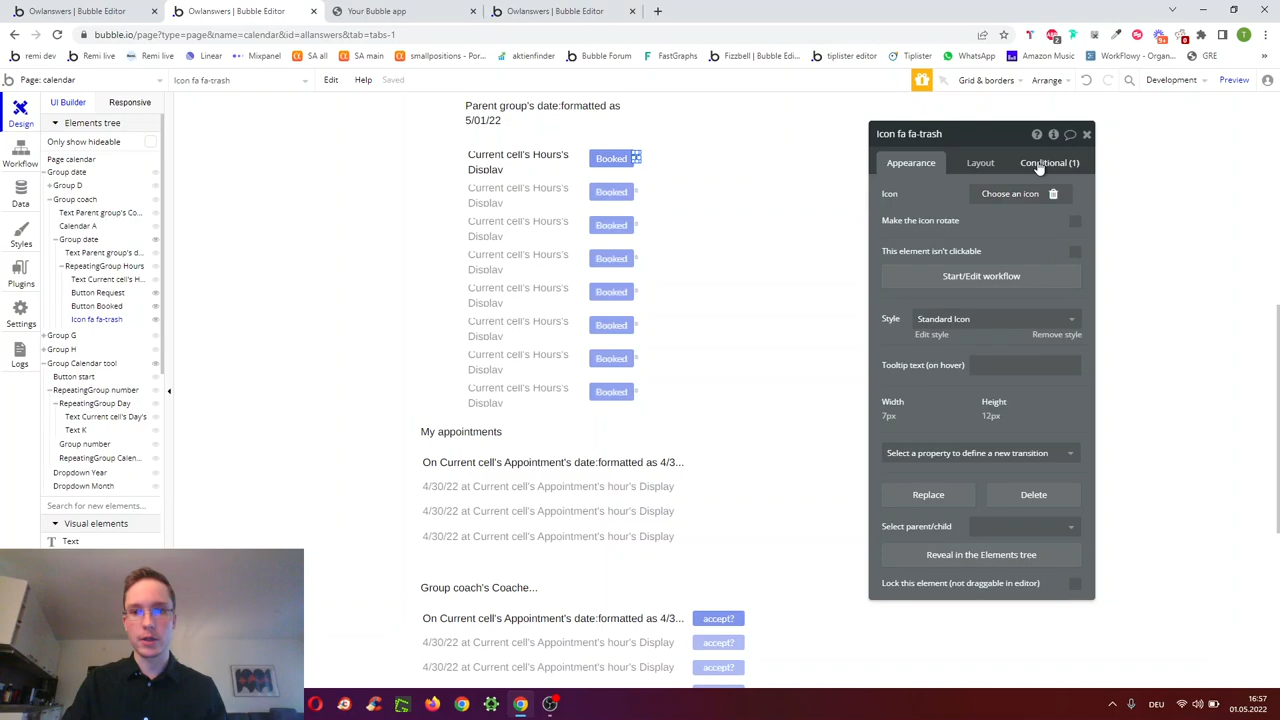 Owlanswers | Bubble Editor
Owlanswers | Bubble Editor
Your Bubble app
Owlanswers | Bubble Editor
bubble.io/page?type=page&name=calendar&id=allanswers&tab=tabs-1
remi dev
Remi live
Remi live
Linear
Mixpanel
SA all
smallpositions
aktienfinder
Bubble Forum
FastGraphs
Fizzbell | Bubble Edi...
tiplister editor
Tiplister
WhatsApp
Amazon Music
WorkFlowy - Organ...
GRE
Page: calendar
Icon fa fa-trash
Edit
Help
Saved
Grid & borders
Arrange
Development
Preview
Design
Workflow
Data
Styles
Plugins
Settings
Logs
UI Builder
Responsive
Elements tree
Only show hideable
Page calendar
Group date
Group D
Group coach
Text Parent group's Co...
Calendar A
Group date
Text Parent group's d...
RepeatingGroup Hours
Text Current cell's H...
Button Request
Button Booked
Icon fa fa-trash
Group G
Group H
Group Calendar tool
Button start
RepeatingGroup number
RepeatingGroup Day
Text Current cell's Day's
Text K
Group number
RepeatingGroup Calen...
Dropdown Year
Dropdown Month
Search for new elements...
Visual elements
Text
Parent group's date:formatted as
5/01/22
Current cell's Hours's
Display
Booked
Current cell's Hours's
Display
Booked
Current cell's Hours's
Display
Booked
Current cell's Hours's
Display
Booked
Current cell's Hours's
Display
Booked
Current cell's Hours's
Display
Booked
Current cell's Hours's
Display
Booked
Current cell's Hours's
Display
Booked
My appointments
On Current cell's Appointment's date:formatted as 4/3...
4/30/22 at Current cell's Appointment's hour's Display
4/30/22 at Current cell's Appointment's hour's Display
4/30/22 at Current cell's Appointment's hour's Display
Group coach's Coache...
On Current cell's Appointment's date:formatted as 4/3...
accept?
4/30/22 at Current cell's Appointment's hour's Display
accept?
4/30/22 at Current cell's Appointment's hour's Display
accept?
Icon fa fa-trash
Appearance
Layout
Conditional (1)
Icon
Choose an icon
Make the icon rotate
This element isn't clickable
Start/Edit workflow
Style
Standard Icon
Edit style
Remove style
Tooltip text (on hover)
Width
Height
7px
12px
Select a property to define a new transition
Replace
Delete
Select parent/child
Reveal in the Elements tree
Lock this element (not draggable in editor)
DEU
16:57
01.05.2022